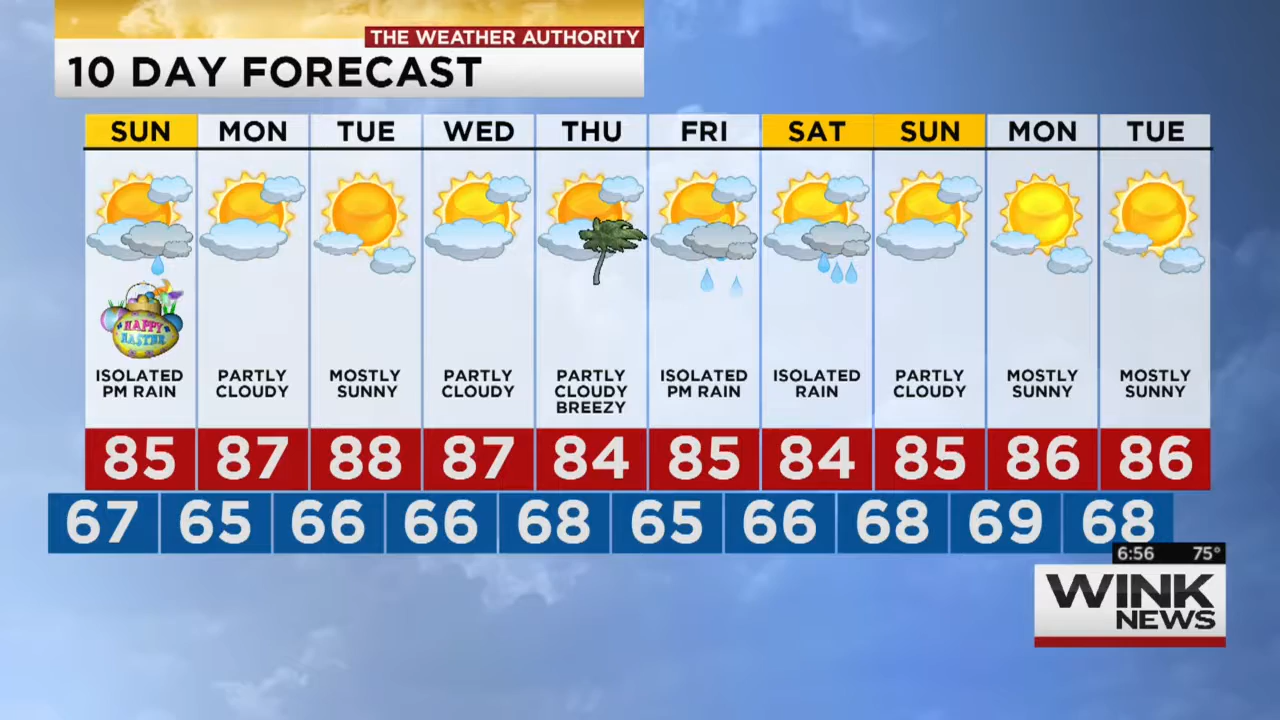 THE WEATHER AUTHORITY
10 DAY FORECAST
SUN MON TUE WED THU FRI SAT SUN MON TUE
HAPPY
EASTER
ISOLATED PM RAIN
PARTLY CLOUDY
MOSTLY SUNNY
PARTLY CLOUDY
PARTLY CLOUDY BREEZY
ISOLATED PM RAIN
ISOLATED RAIN
PARTLY CLOUDY
MOSTLY SUNNY
MOSTLY SUNNY
85 87 88 87 84 85 84 85 86 86
67 65 66 66 68 65 66 68 69 68
6:56 75°
WINK
NEWS